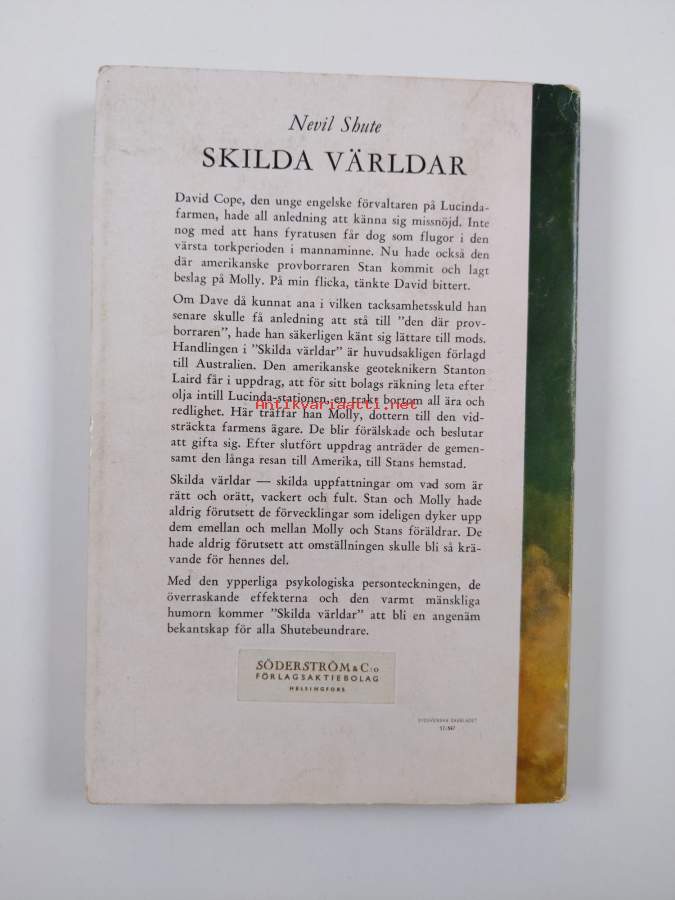 Nevil Shute
SKILDA VÄRLDAR
David Cope, den unge engelske förvaltaren på Lucinda-
farmen, hade all anledning att känna sig missnöjd. Inte
nog med att hans fyratusen får dog som flugor i den
värsta torkperioden i mannaminne. Nu hade också den
där amerikanske provborraren Stan kommit och lagt
beslag på Molly. På min flicka, tänkte David bittert.
Om Dave då kunnat ana i vilken tacksamhetsskuld han
senare skulle få anledning att stå till "den där prov-
borraren", hade han säkerligen känt sig lättare till mods.
Handlingen i "Skilda världar" är huvudsakligen förlagd
till Australien. Den amerikanske geoteknikern Stanton
Laird får i uppdrag, att för sitt bolags räkning leta efter
olja intill Lucinda-stationen, en trakt bortom all ära och
Antikvariaatti.net
redlighet. Här träffar han Molly, dottern till den vid-
sträckta farmens ägare. De blir förälskade och beslutar
att gifta sig. Efter slutfört uppdrag anträder de gemen-
samt den långa resan till Amerika, till Stans hemstad.
Skilda världar — skilda uppfattningar om vad som är
rätt och orätt, vackert och fult. Stan och Molly hade
aldrig förutsett de förvecklingar som ideligen dyker upp
dem emellan och mellan Molly och Stans föräldrar. De
hade aldrig förutsett att omställningen skulle bli så krä-
vande för hennes del.
Med den ypperliga psykologiska personteckningen, de
överraskande effekterna och den varmt mänskliga
humorn kommer "Skilda världar" att bli en angenäm
bekantskap för alla Shutebeundrare.
SÖDERSTRÖM & C:o
FÖRLAGSAKTIEBOLAG
HELSINGFORS
SYDSVENSKA DAGBLADET